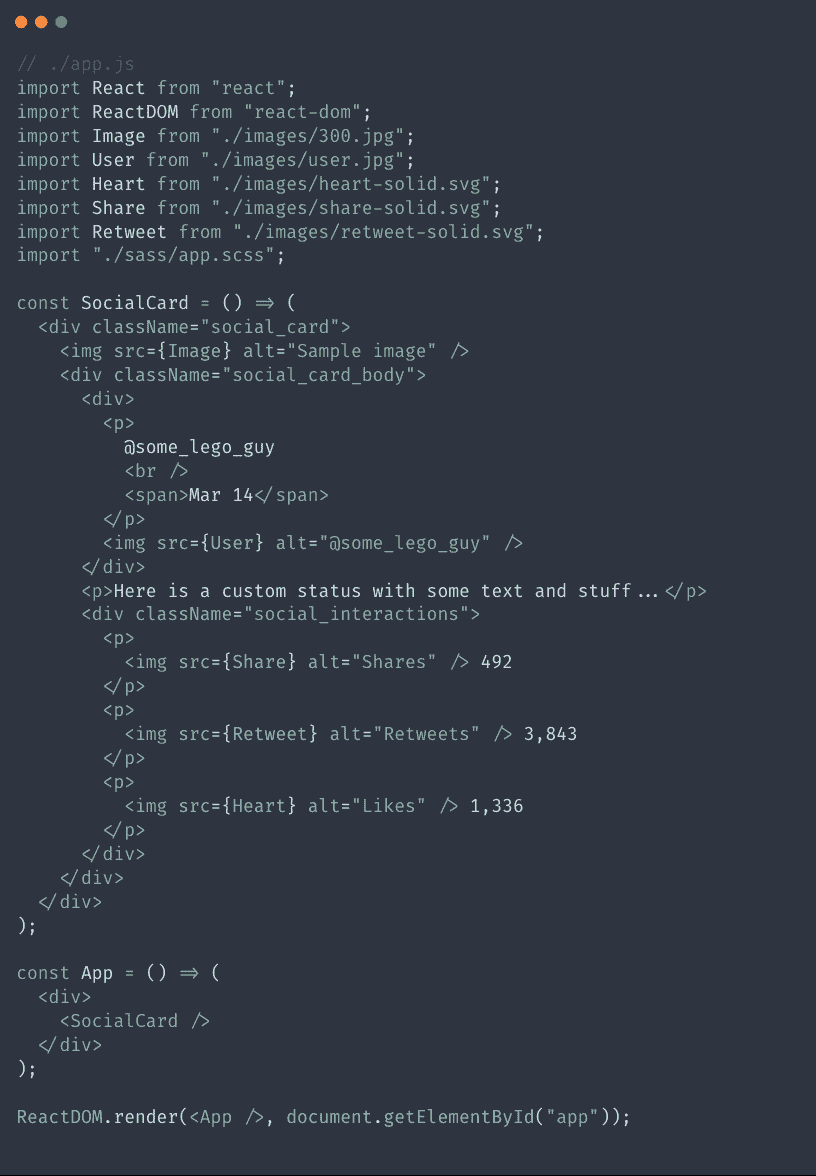 // ./app.js
import React from "react";
import ReactDOM from "react-dom";
import Image from "./images/300.jpg";
import User from "./images/user.jpg";
import Heart from "./images/heart-solid.svg";
import Share from "./images/share-solid.svg";
import Retweet from "./images/retweet-solid.svg";
import "./sass/app.scss";

const SocialCard = () => (
  <div className="social_card">
    <img src={Image} alt="Sample image" />
    <div className="social_card_body">
      <div>
        <p>
          @some_lego_guy
          <br />
          <span>Mar 14</span>
        </p>
        <img src={User} alt="@some_lego_guy" />
      </div>
      <p>Here is a custom status with some text and stuff...</p>
      <div className="social_interactions">
        <p>
          <img src={Share} alt="Shares" /> 492
        </p>
        <p>
          <img src={Retweet} alt="Retweets" /> 3,843
        </p>
        <p>
          <img src={Heart} alt="Likes" /> 1,336
        </p>
      </div>
    </div>
  </div>
);

const App = () => (
  <div>
    <SocialCard />
  </div>
);

ReactDOM.render(<App />, document.getElementById("app"));